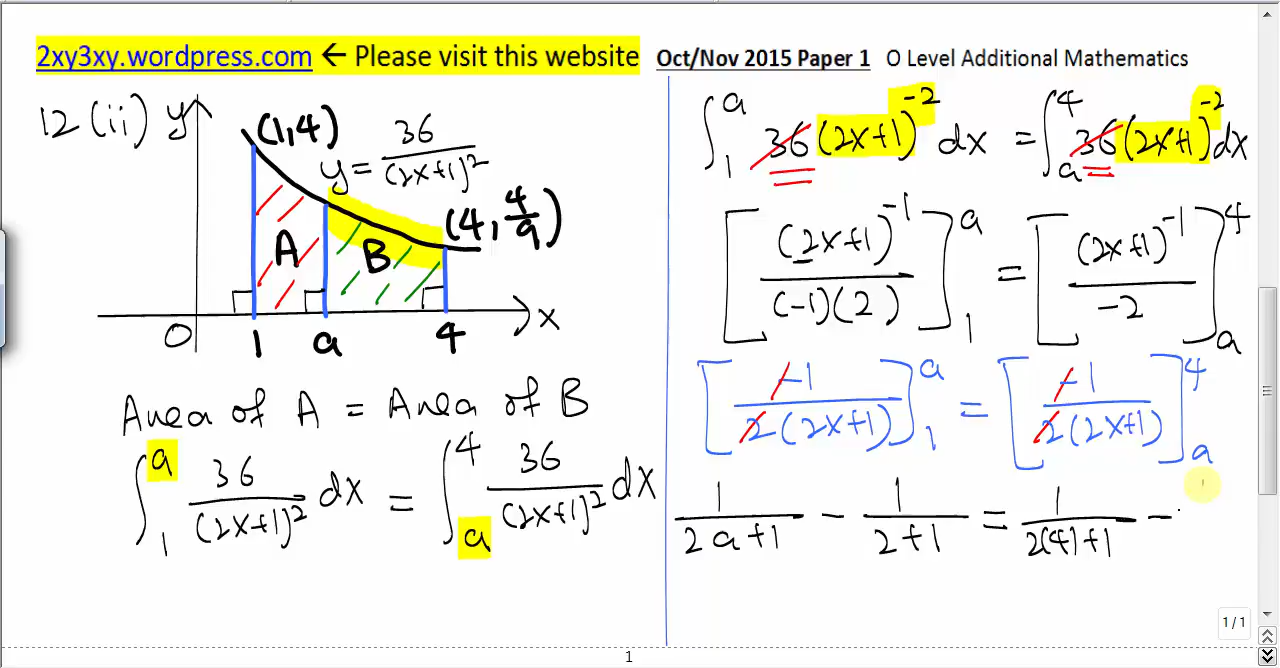 2xy3xy.wordpress.com ← Please visit this website
Oct/Nov 2015 Paper 1 O Level Additional Mathematics
12 (ii) y
(1,4)
y = 36/(2x+1)²
(4, 4/9)
A B
0 1 a 4 x
Area of A = Area of B
∫₁ᵃ 36/(2x+1)² dx = ∫ₐ⁴ 36/(2x+1)² dx
∫₁ᵃ 36(2x+1)⁻² dx = ∫ₐ⁴ 36(2x+1)⁻² dx
[(2x+1)⁻¹/(-1)(2)]₁ᵃ = [(2x+1)⁻¹/-2]ₐ⁴
[-1/2(2x+1)]₁ᵃ = [-1/2(2x+1)]ₐ⁴
1/(2a+1) - 1/(2+1) = 1/(2(4)+1) -
1 / 1
1